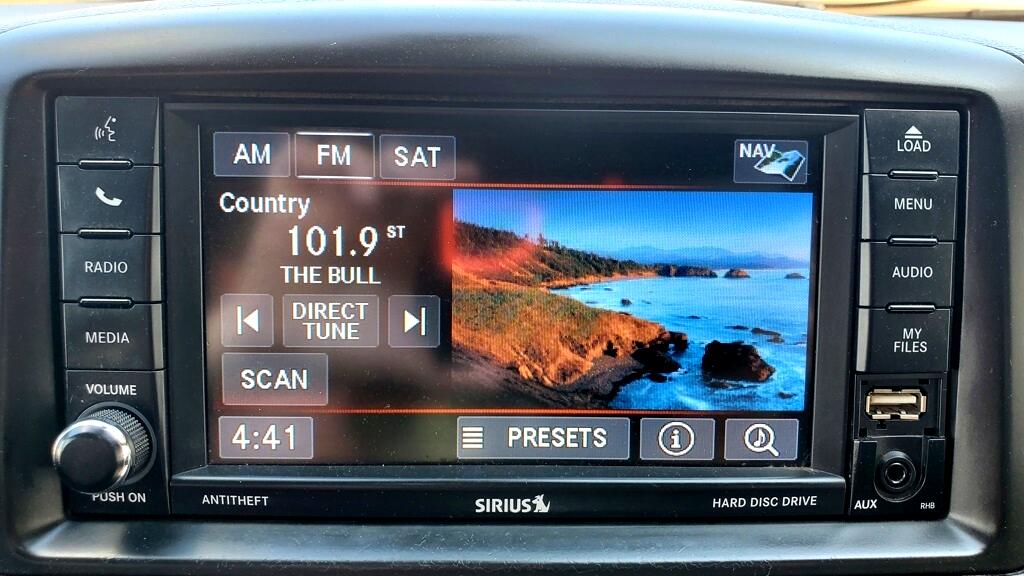 AM
FM
SAT
NAV
Country
101.9 ST
THE BULL
DIRECT
TUNE
SCAN
4:41
PRESETS
RADIO
MEDIA
VOLUME
PUSH ON
LOAD
MENU
AUDIO
MY
FILES
ANTITHEFT
SIRIUS
HARD DISC DRIVE
AUX
RHB